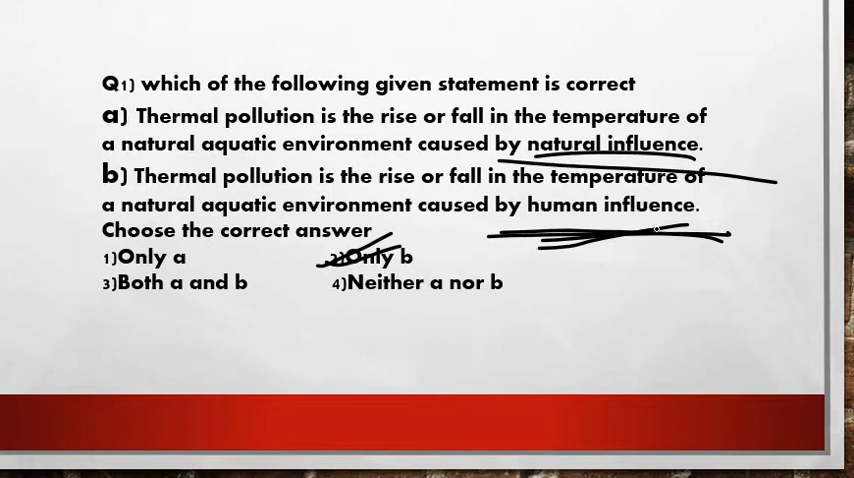 Q1) which of the following given statement is correct
a) Thermal pollution is the rise or fall in the temperature of
a natural aquatic environment caused by natural influence.
b) Thermal pollution is the rise or fall in the temperature of
a natural aquatic environment caused by human influence.
Choose the correct answer
1)Only a 2)Only b
3)Both a and b 4)Neither a nor b